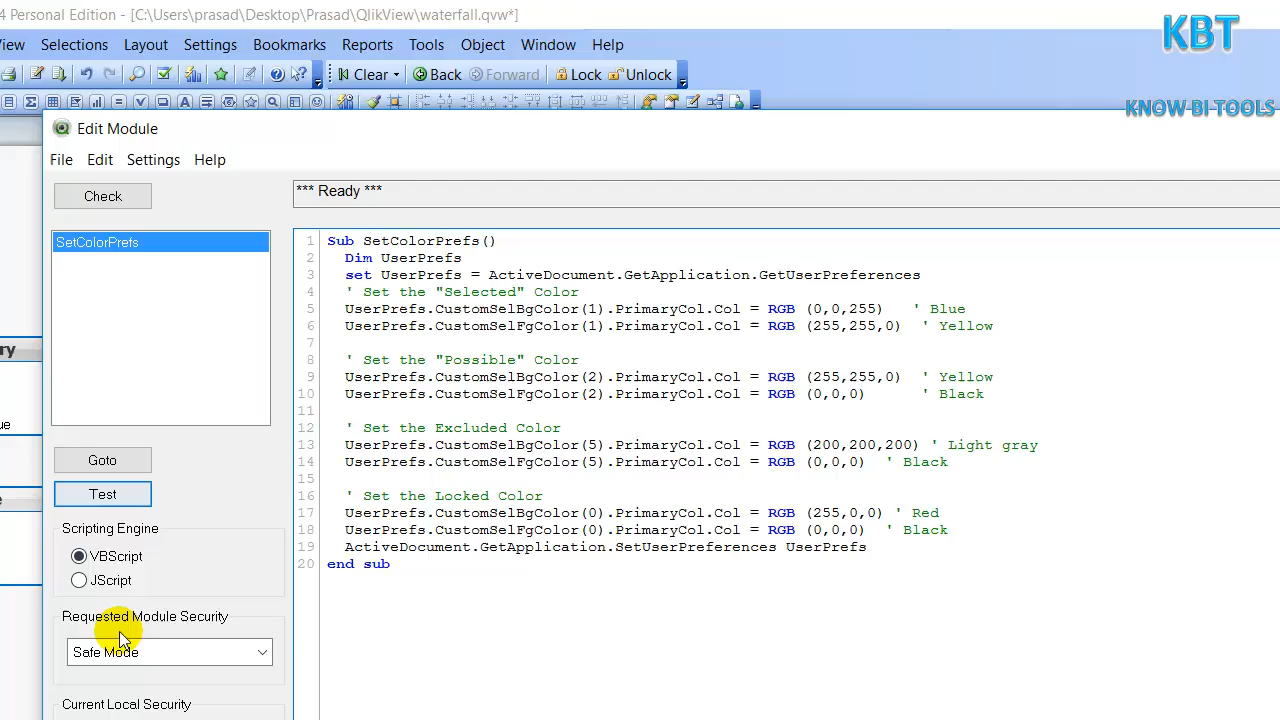 4 Personal Edition - [C:\Users\prasad\Desktop\Prasad\QlikView\waterfall.qvw*]
KBT
View Selections Layout Settings Bookmarks Reports Tools Object Window Help
Clear Back Forward Lock Unlock
KNOW BI TOOLS
Edit Module
File Edit Settings Help
Check
*** Ready ***
SetColorPrefs
1 Sub SetColorPrefs()
2 Dim UserPrefs
3 set UserPrefs = ActiveDocument.GetApplication.GetUserPreferences
4 ' Set the "Selected" Color
5 UserPrefs.CustomSelBgColor(1).PrimaryCol.Col = RGB (0,0,255) ' Blue
6 UserPrefs.CustomSelFgColor(1).PrimaryCol.Col = RGB (255,255,0) ' Yellow
7
8 ' Set the "Possible" Color
9 UserPrefs.CustomSelBgColor(2).PrimaryCol.Col = RGB (255,255,0) ' Yellow
10 UserPrefs.CustomSelFgColor(2).PrimaryCol.Col = RGB (0,0,0) ' Black
11
12 ' Set the Excluded Color
13 UserPrefs.CustomSelBgColor(5).PrimaryCol.Col = RGB (200,200,200) ' Light gray
14 UserPrefs.CustomSelFgColor(5).PrimaryCol.Col = RGB (0,0,0) ' Black
15
16 ' Set the Locked Color
17 UserPrefs.CustomSelBgColor(0).PrimaryCol.Col = RGB (255,0,0) ' Red
18 UserPrefs.CustomSelFgColor(0).PrimaryCol.Col = RGB (0,0,0) ' Black
19 ActiveDocument.GetApplication.SetUserPreferences UserPrefs
20 end sub
Goto
Test
Scripting Engine
VBScript
JScript
Requested Module Security
Safe Mode
Current Local Security